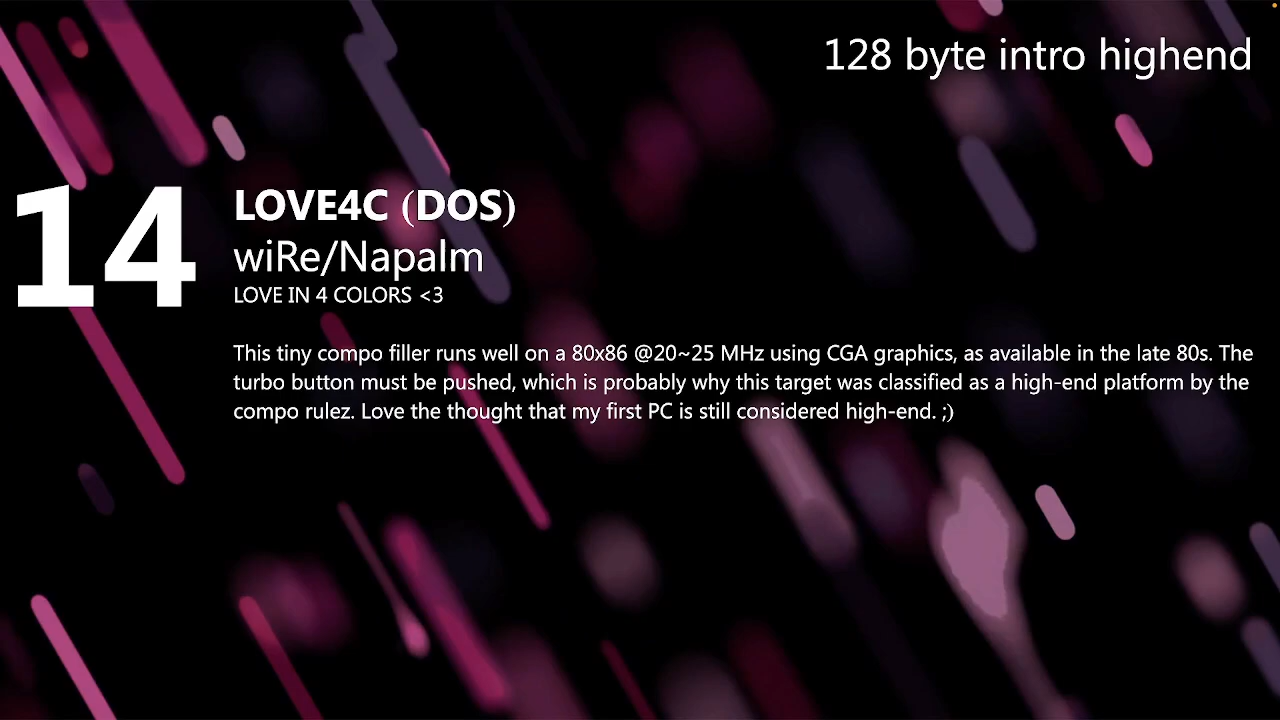 128 byte intro highend
14
LOVE4C (DOS)
wiRe/Napalm
LOVE IN 4 COLORS <3
This tiny compo filler runs well on a 80x86 @20~25 MHz using CGA graphics, as available in the late 80s. The
turbo button must be pushed, which is probably why this target was classified as a high-end platform by the
compo rulez. Love the thought that my first PC is still considered high-end. ;)